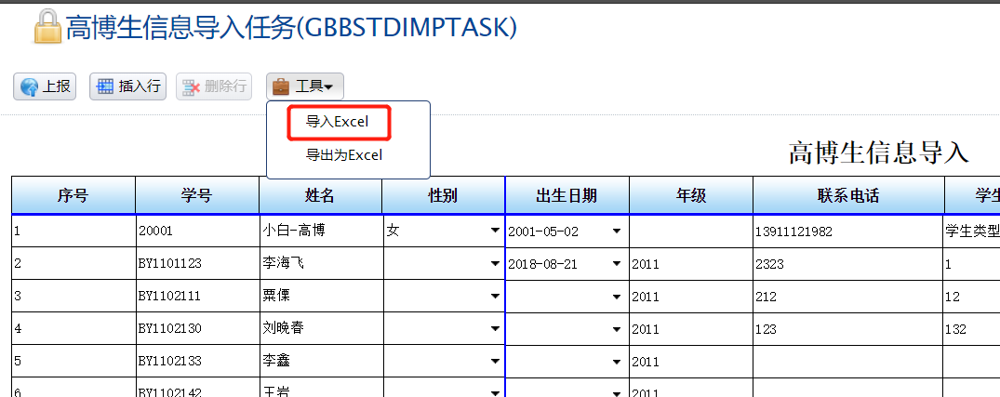 高博生信息导入任务(GBBSTDIMPTASK)
上报 插入行 删除行 工具
导入Excel
导出为Excel
高博生信息导入
序号 学号 姓名 性别 出生日期 年级 联系电话 学生
1 20001 小白-高博 女 2001-05-02 13911121982 学生类型
2 BY1101123 李海飞 2018-08-21 2011 2323 1
3 BY1102111 粟傈 2011 212 12
4 BY1102130 刘晚春 2011 123 132
5 BY1102133 李鑫 2011
6 BY1102142 王岩 2011